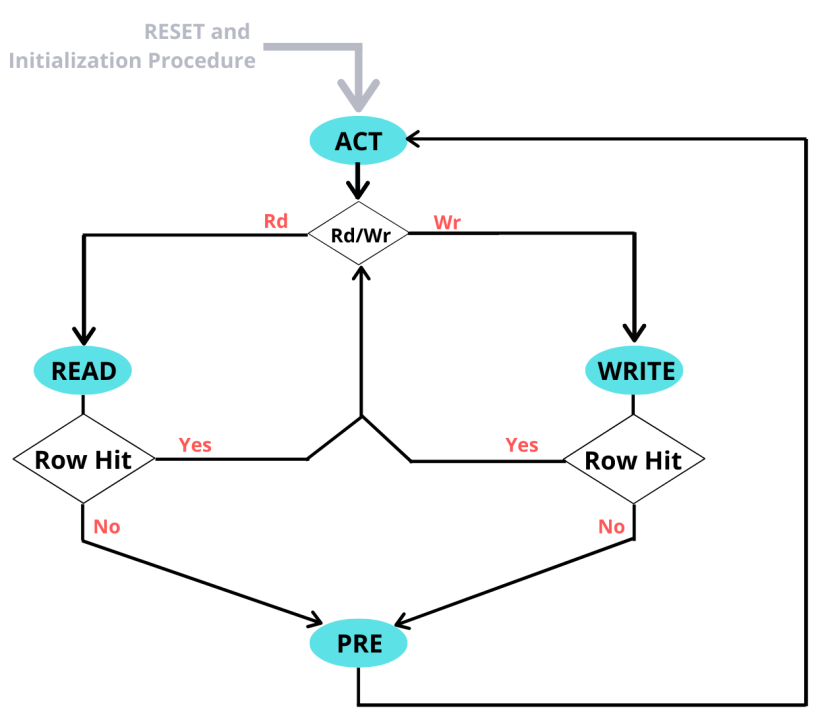 RESET and
Initialization Procedure
ACT
Rd
Rd/Wr
Wr
READ
WRITE
Row Hit
Yes
Yes
Row Hit
No
No
PRE